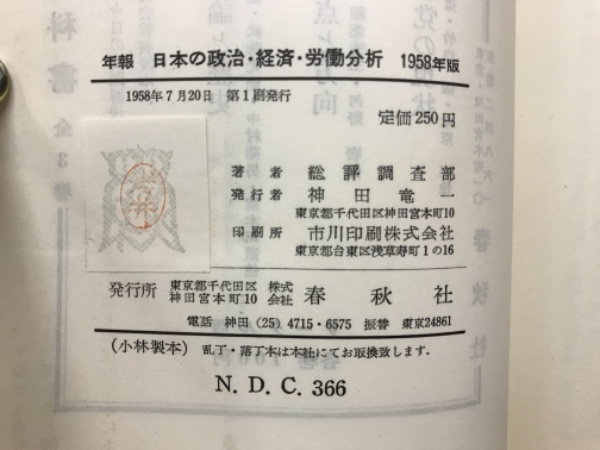 年報 日本の政治・経済・労働分析 1958年版
1958年7月20日 第1刷発行
定価250円
著者 総評調査部
発行者 神田竜一
東京都千代田区神田宮本町10
印刷所 市川印刷株式会社
東京都台東区浅草寿町1の16
発行所 東京都千代田区神田宮本町10 株式会社 春秋社
電話 神田(25)4715・6575 振替 東京24861
(小林製本) 乱丁・落丁本は本社にてお取換致します。
N. D. C. 366